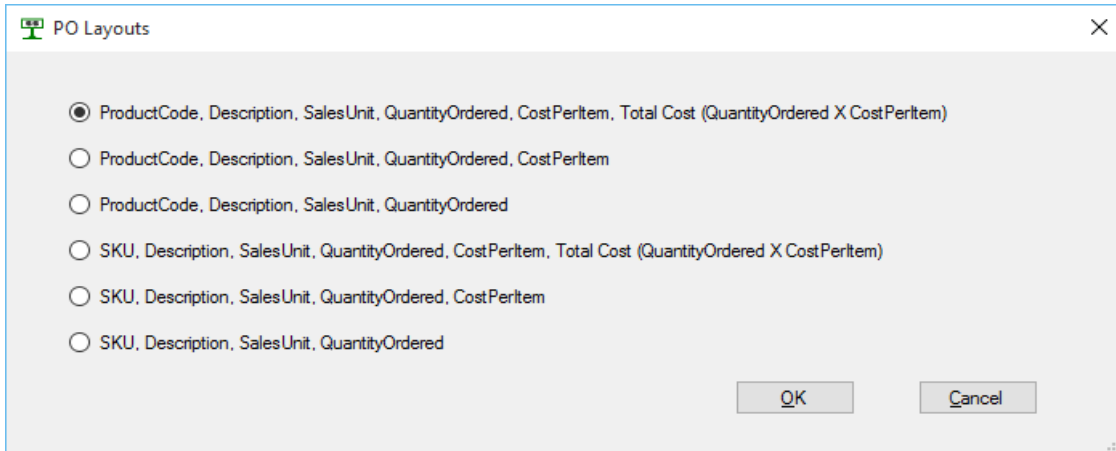 PO Layouts
ProductCode, Description, SalesUnit, QuantityOrdered, CostPerItem, Total Cost (QuantityOrdered X CostPerItem)
ProductCode, Description, SalesUnit, QuantityOrdered, CostPerItem
ProductCode, Description, SalesUnit, QuantityOrdered
SKU, Description, SalesUnit, QuantityOrdered, CostPerItem, Total Cost (QuantityOrdered X CostPerItem)
SKU, Description, SalesUnit, QuantityOrdered, CostPerItem
SKU, Description, SalesUnit, QuantityOrdered
OK Cancel